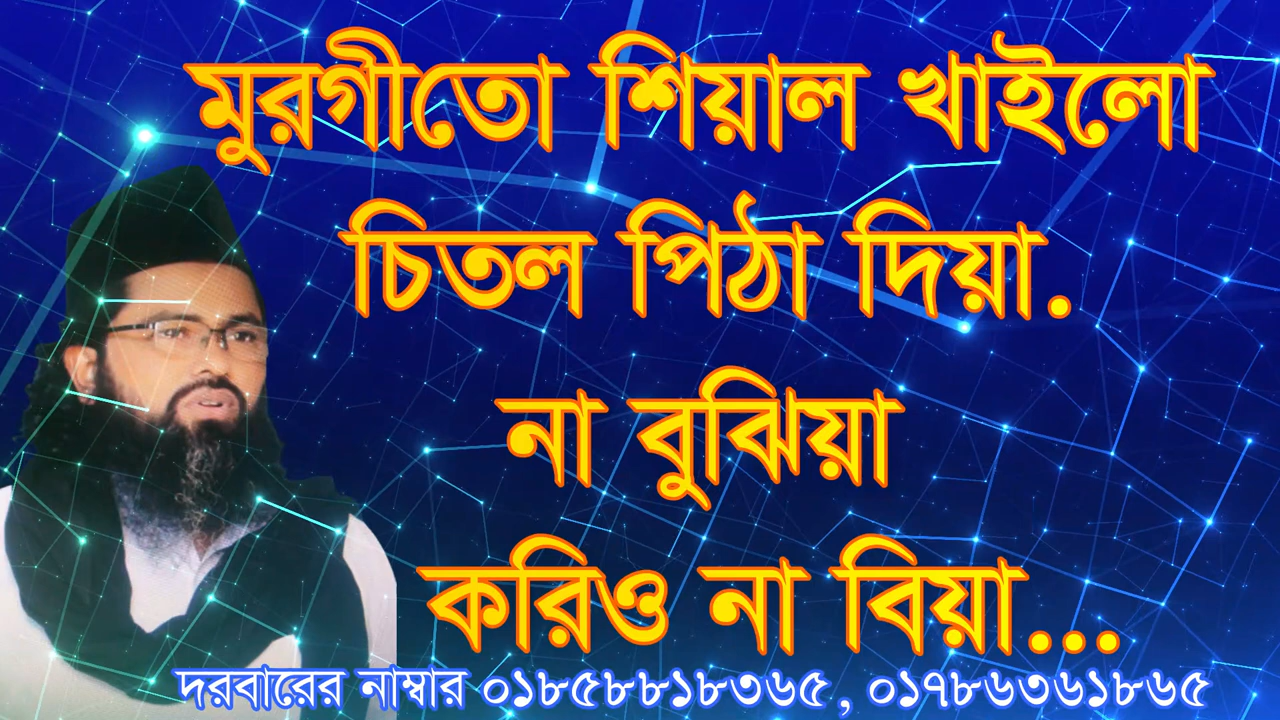 মুরগীতো শিয়াল খাইলো
চিতল পিঠা দিয়া.
না বুঝিয়া
করিও না বিয়া...
দরবারের নাম্বার ০১৮৫৮৮১৮৩৬৫, ০১৭৮৬৩৬১৮৬৫